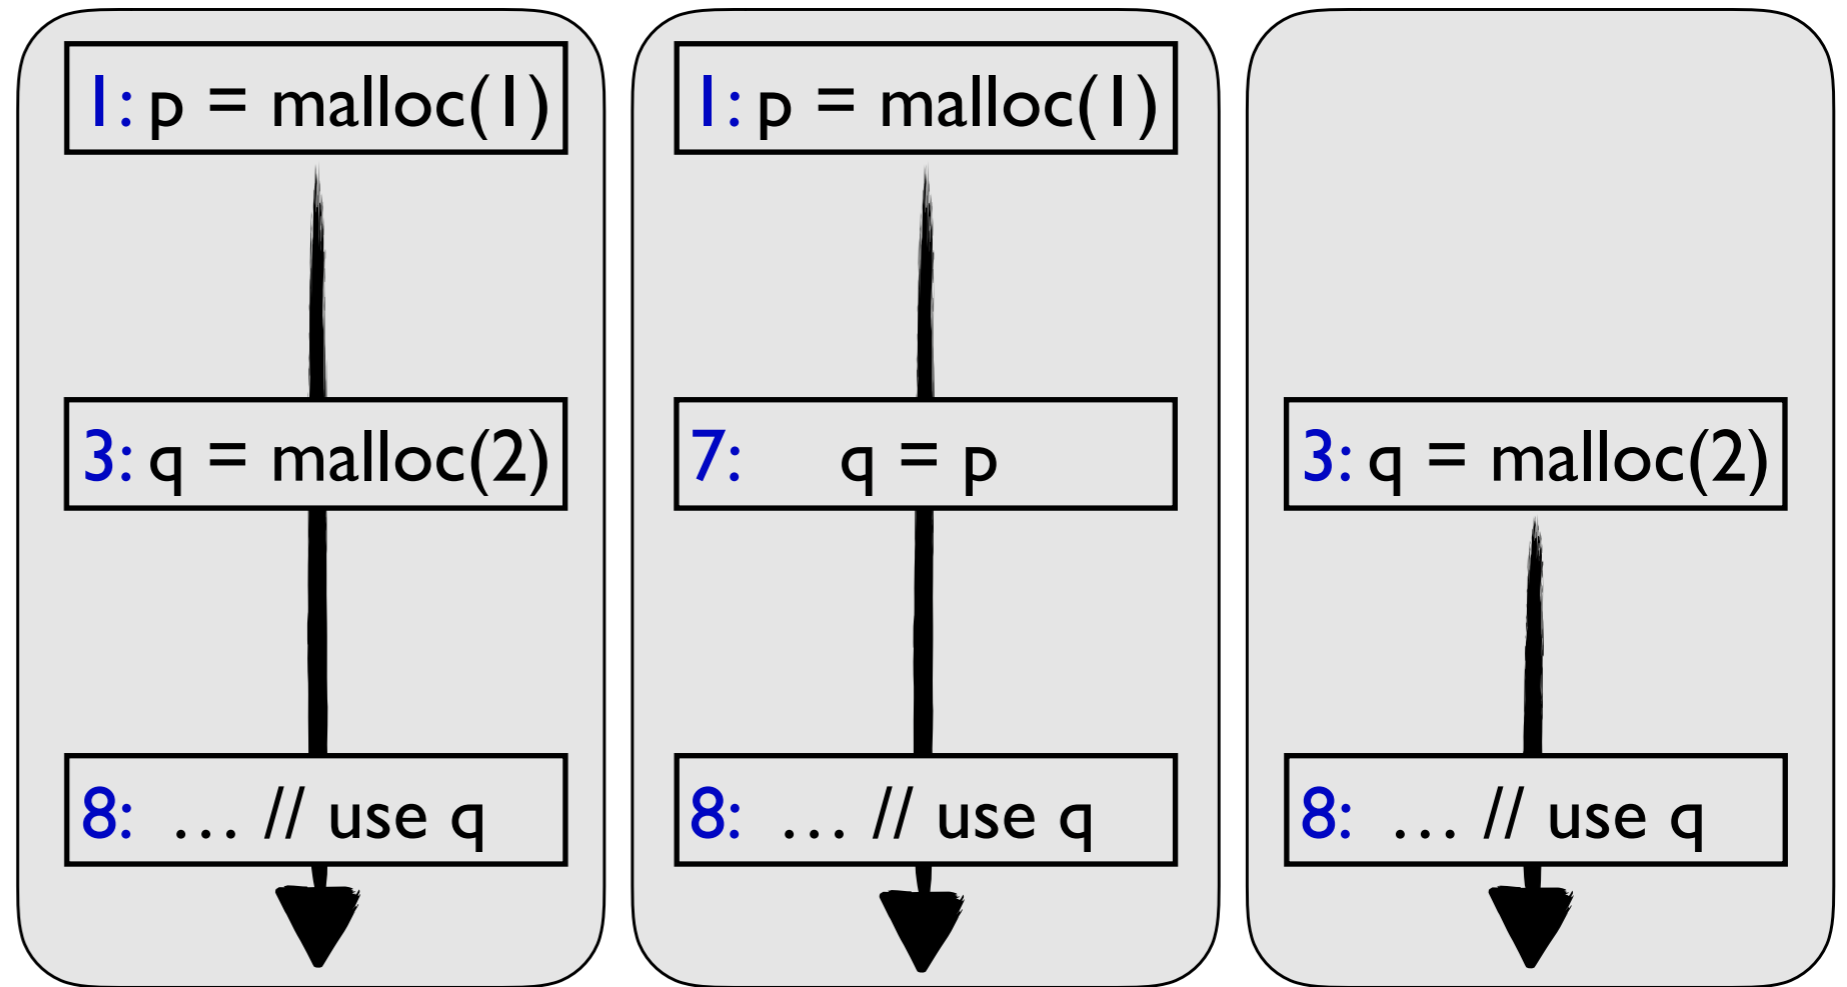 1: p = malloc(1)
3: q = malloc(2)
8: … // use q
1: p = malloc(1)
7: q = p
8: … // use q
3: q = malloc(2)
8: … // use q